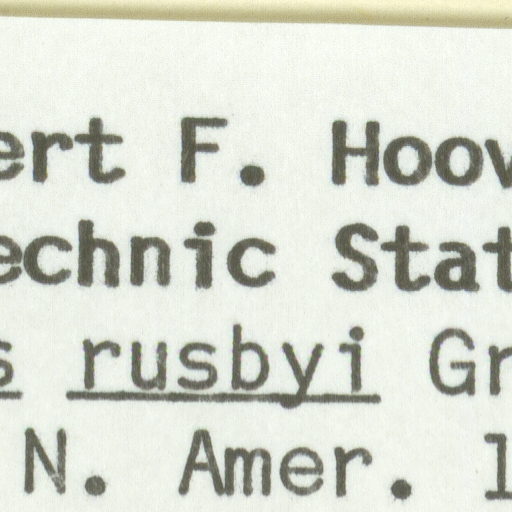 ert F. Hoov
echnic Stat
s rusbyi Gr
N. Amer. 1